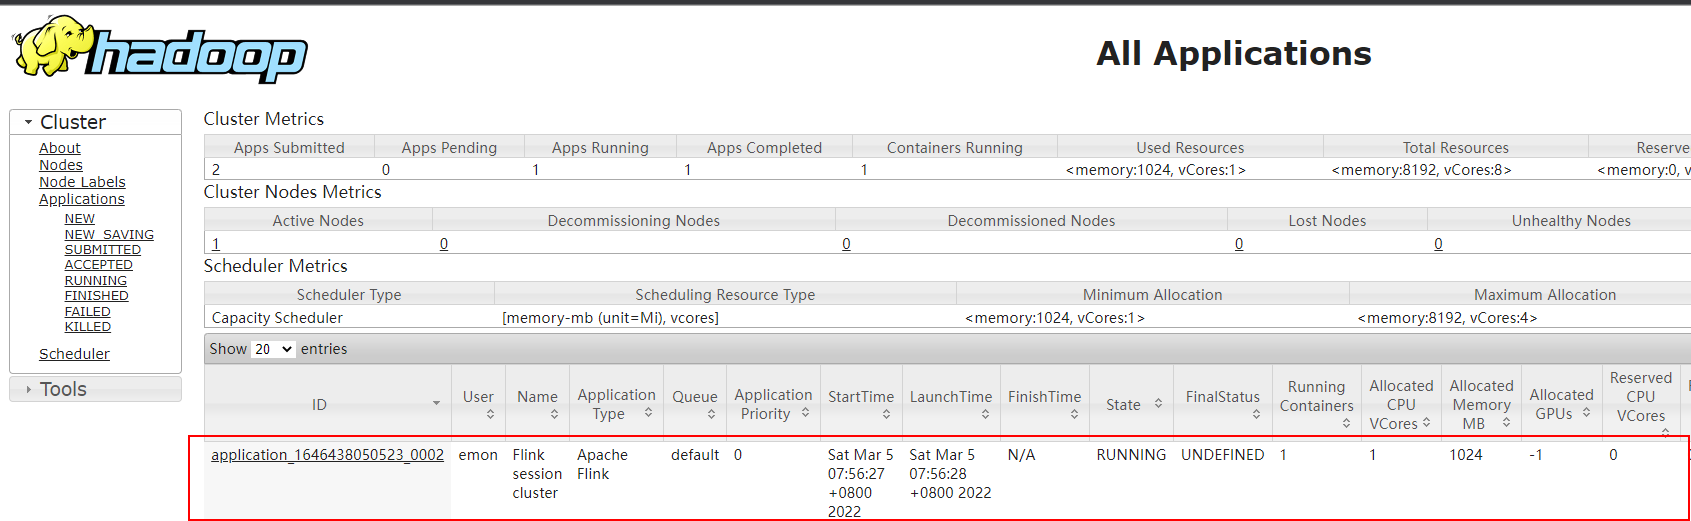 hadoop
All Applications
Cluster
About
Nodes
Node Labels
Applications
NEW
NEW_SAVING
SUBMITTED
ACCEPTED
RUNNING
FINISHED
FAILED
KILLED
Scheduler
Tools
Cluster Metrics
Apps Submitted Apps Pending Apps Running Apps Completed Containers Running Used Resources Total Resources
2 0 1 1 1 <memory:1024, vCores:1> <memory:8192, vCores:8> <memory:0,
Cluster Nodes Metrics
Active Nodes Decommissioning Nodes Decommissioned Nodes Lost Nodes Unhealthy Nodes
1 0 0 0 0
Scheduler Metrics
Scheduler Type Scheduling Resource Type Minimum Allocation Maximum Allocation
Capacity Scheduler [memory-mb (unit=Mi), vcores] <memory:1024, vCores:1> <memory:8192, vCores:4>
Show 20 entries
ID User Name Application Type Queue Application Priority StartTime LaunchTime FinishTime State FinalStatus Running Containers Allocated CPU VCores Allocated Memory MB Allocated GPUs Reserved CPU VCores
application_1646438050523_0002 emon Flink session cluster Apache Flink default 0 Sat Mar 5 07:56:27 +0800 2022 Sat Mar 5 07:56:28 +0800 2022 N/A RUNNING UNDEFINED 1 1 1024 -1 0